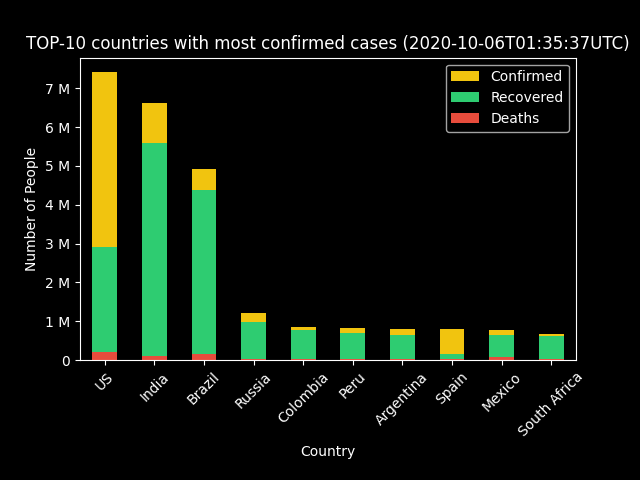 TOP-10 countries with most confirmed cases (2020-10-06T01:35:37UTC)
Confirmed
Recovered
Deaths
Number of People
7 M
6 M
5 M
4 M
3 M
2 M
1 M
0
US
India
Brazil
Russia
Colombia
Peru
Argentina
Spain
Mexico
South Africa
Country